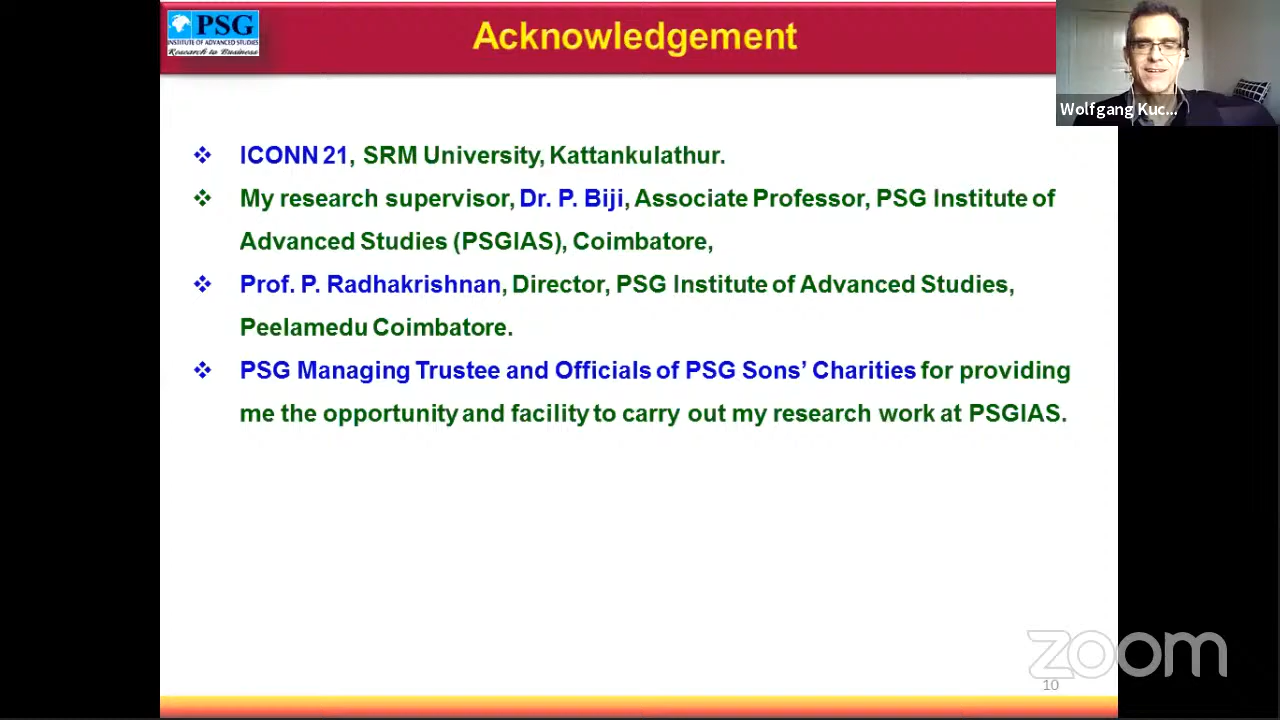 PSG
INSTITUTE OF ADVANCED STUDIES
Research to Business
Acknowledgement
Wolfgang Kuc...
❖ ICONN 21, SRM University, Kattankulathur.
❖ My research supervisor, Dr. P. Biji, Associate Professor, PSG Institute of
Advanced Studies (PSGIAS), Coimbatore,
❖ Prof. P. Radhakrishnan, Director, PSG Institute of Advanced Studies,
Peelamedu Coimbatore.
❖ PSG Managing Trustee and Officials of PSG Sons’ Charities for providing
me the opportunity and facility to carry out my research work at PSGIAS.
zoom
10